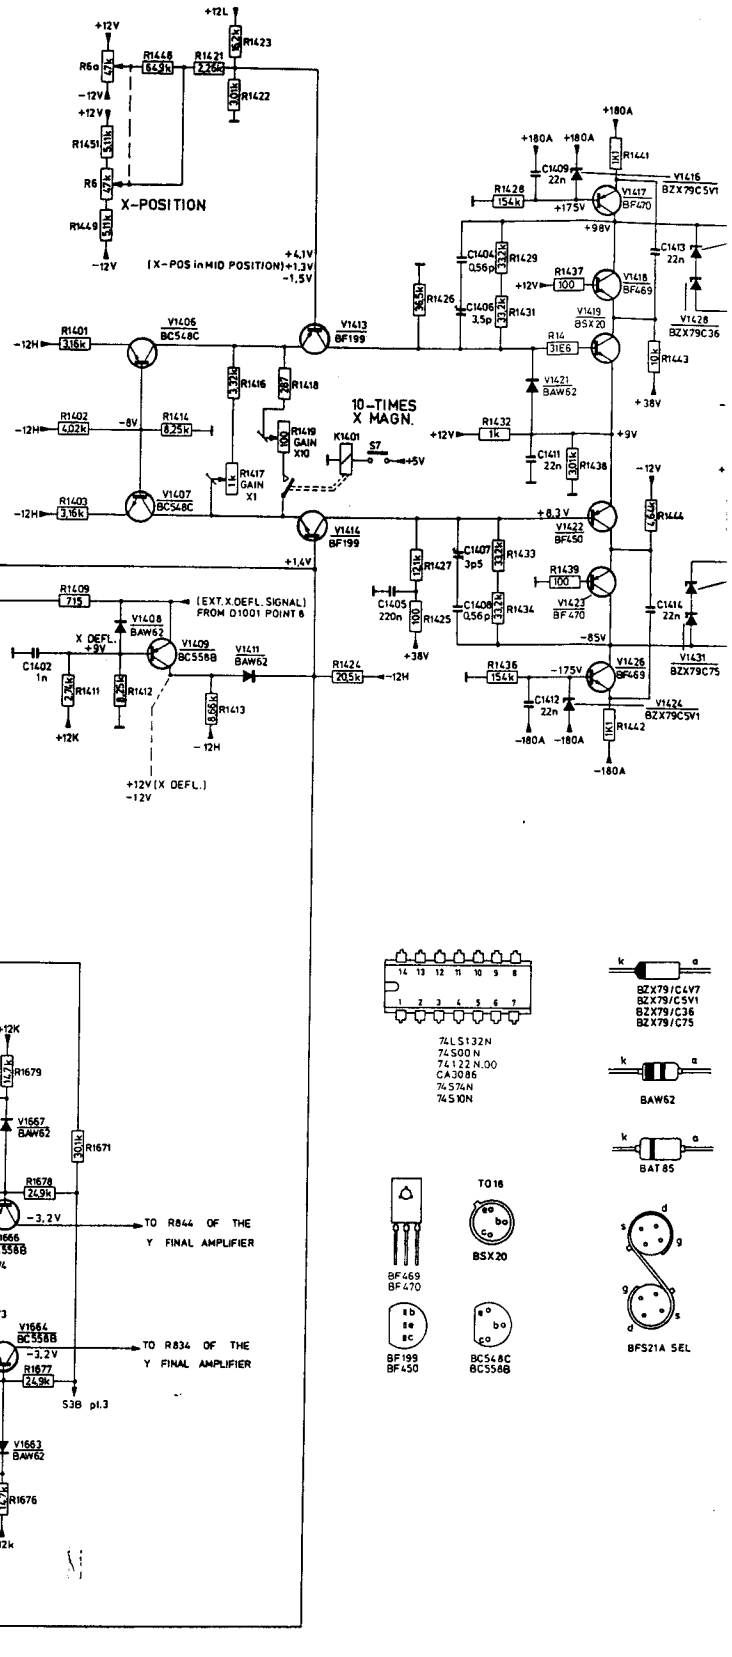 +12V
+12L
R1423
16,2k
R6a
47k
R1448
64,9k
R1421
2,26k
-12V
+12V
3,01k
R1422
R1451
5,11k
R6
47k
X-POSITION
R1449
5,11k
-12V
+4,1V
(X-POS in MID POSITION)+1,3V
-1,5V
+180A
+180A +180A
1K1
R1441
C1409
22n
V1416
BZX79C5V1
R1428
154k
+175V
V1417
BF470
+98V
C1404
0,56p
33,2k
R1429
C1413
22n
R1437
+12V
100
V1418
BF469
36,5k
R1426
C1406
3,5p
33,2k
R1431
V1419
BSX20
V1428
BZX79C36
R1401
-12H
3,16k
V1406
BC548C
V1413
BF199
R14
31E6
10k
R1443
+38V
3,32k
R1416
287
R1418
V1421
BAW62
10-TIMES
X MAGN.
R1402
-12H
4,02k
-8V
R1414
8,25k
100
R1419
GAIN
X10
K1401
S7
+5V
R1432
+12V
1k
+9V
C1411
22n
3,01k
R1438
-12V
1k
R1417
GAIN
X1
R1403
-12H
3,16k
V1407
BC548C
V1414
BF199
+8,3V
V1422
BF450
4,64k
R1444
+1,4V
12,1k
R1427
C1407
3p5
33,2k
R1433
R1439
100
V1423
BF470
R1409
715
(EXT.X.DEFL.SIGNAL)
FROM D1001 POINT 6
C1405
220n
100
R1425
C1408
0,56p
33,2k
R1434
C1414
22n
+38V
-85V
V1408
BAW62
X DEFL.
+9V
V1409
BC558B
V1411
BAW62
V1431
BZX79C75
C1402
1n
2,74k
R1411
8,25k
R1412
R1424
20,5k
-12H
R1436
154k
-175V
V1426
BF469
8,66k
R1413
C1412
22n
V1424
BZX79C5V1
1K1
R1442
+12K
-12H
-180A -180A
-180A
+12V(X DEFL.)
-12V
14 13 12 11 10 9 8
1 2 3 4 5 6 7
74LS132N
74S00N
74122N.00
CA3086
74S74N
74S10N
k a
BZX79/C4V7
BZX79/C5V1
BZX79/C36
BZX79/C75
k a
BAW62
k a
BAT85
+12K
14,7k
R1679
V1667
BAW62
30,1k
R1671
R1678
24,9k
-3,2V
TO R844 OF THE
Y FINAL AMPLIFIER
1666
C558B
V1664
BC558B
-3,2V
TO R834 OF THE
Y FINAL AMPLIFIER
R1677
24,9k
S3B pt.3
V1663
BAW62
14,7k
R1676
12k
BF469
BF470
TO18
e
b
c
BSX20
b
e
c
BF199
BF450
e
b
c
BC548C
BC558B
d
s
g
g
d
s
BFS21A SEL